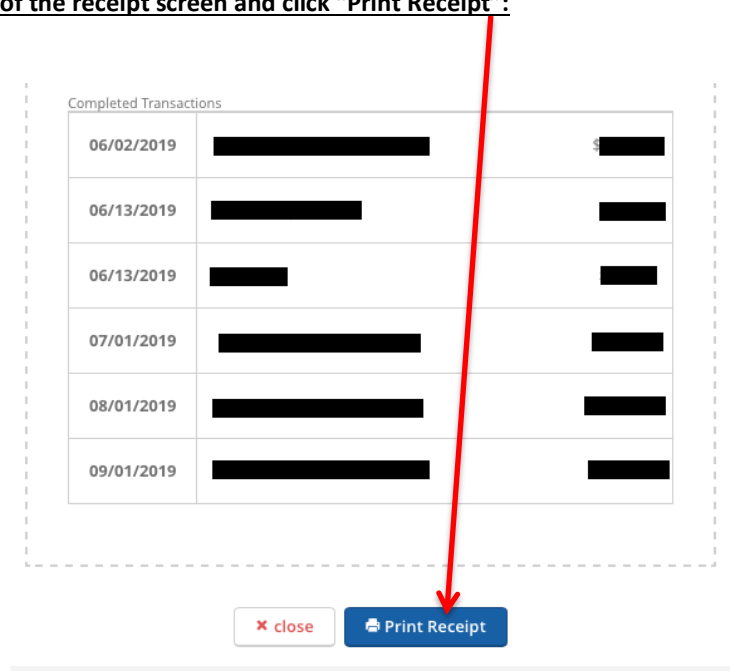 of the receipt screen and click "Print Receipt":
Completed Transactions
06/02/2019 $
06/13/2019
06/13/2019
07/01/2019
08/01/2019
09/01/2019
× close Print Receipt